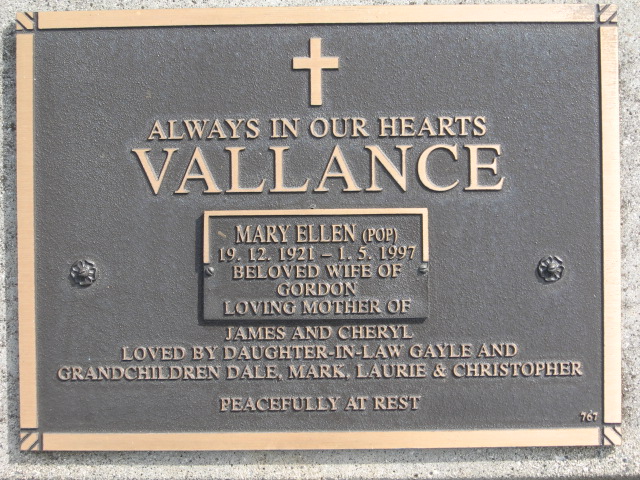 ALWAYS IN OUR HEARTS
VALLANCE
MARY ELLEN (POP)
19. 12. 1921 – 1. 5. 1997
BELOVED WIFE OF
GORDON
LOVING MOTHER OF
JAMES AND CHERYL
LOVED BY DAUGHTER-IN-LAW GAYLE AND
GRANDCHILDREN DALE, MARK, LAURIE & CHRISTOPHER
PEACEFULLY AT REST
767